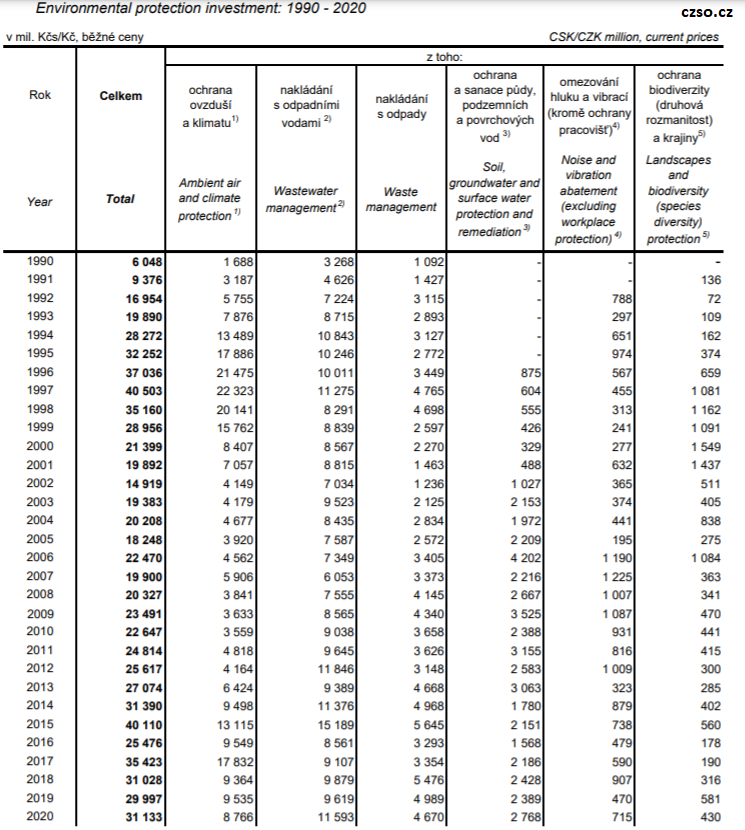 Environmental protection investment: 1990 - 2020
czso.cz
v mil. Kčs/Kč, běžné ceny CSK/CZK million, current prices
z toho:
Rok
Celkem
ochrana
ovzduší
a klimatu1)
nakládání
s odpadními
vodami 2)
nakládání
s odpady
ochrana
a sanace půdy,
podzemních
a povrchových
vod 3)
omezování
hluku a vibrací
(kromě ochrany
pracovišť)4)
ochrana
biodiverzity
(druhová
rozmanitost)
a krajiny5)
Year
Total
Ambient air
and climate
protection 1)
Wastewater
management2)
Waste
management
Soil,
groundwater and
surface water
protection and
remediation 3)
Noise and
vibration
abatement
(excluding
workplace
protection) 4)
Landscapes
and
biodiversity
(species
diversity)
protection 5)
1990 6 048 1 688 3 268 1 092 - - -
1991 9 376 3 187 4 626 1 427 - - 136
1992 16 954 5 755 7 224 3 115 - 788 72
1993 19 890 7 876 8 715 2 893 - 297 109
1994 28 272 13 489 10 843 3 127 - 651 162
1995 32 252 17 886 10 246 2 772 - 974 374
1996 37 036 21 475 10 011 3 449 875 567 659
1997 40 503 22 323 11 275 4 765 604 455 1 081
1998 35 160 20 141 8 291 4 698 555 313 1 162
1999 28 956 15 762 8 839 2 597 426 241 1 091
2000 21 399 8 407 8 567 2 270 329 277 1 549
2001 19 892 7 057 8 815 1 463 488 632 1 437
2002 14 919 4 149 7 034 1 236 1 027 365 511
2003 19 383 4 179 9 523 2 125 2 153 374 405
2004 20 208 4 677 8 435 2 834 1 972 441 838
2005 18 248 3 920 7 587 2 572 2 209 195 275
2006 22 470 4 562 7 349 3 405 4 202 1 190 1 084
2007 19 900 5 906 6 053 3 373 2 216 1 225 363
2008 20 327 3 841 7 555 4 145 2 667 1 007 341
2009 23 491 3 633 8 565 4 340 3 525 1 087 470
2010 22 647 3 559 9 038 3 658 2 388 931 441
2011 24 814 4 818 9 645 3 626 3 155 816 415
2012 25 617 4 164 11 846 3 148 2 583 1 009 300
2013 27 074 6 424 9 389 4 668 3 063 323 285
2014 31 390 9 498 11 376 4 968 1 780 879 402
2015 40 110 13 115 15 189 5 645 2 151 738 560
2016 25 476 9 549 8 561 3 293 1 568 479 178
2017 35 423 17 832 9 107 3 354 2 186 590 190
2018 31 028 9 364 9 879 5 476 2 428 907 316
2019 29 997 9 535 9 619 4 989 2 389 470 581
2020 31 133 8 766 11 593 4 670 2 768 715 430